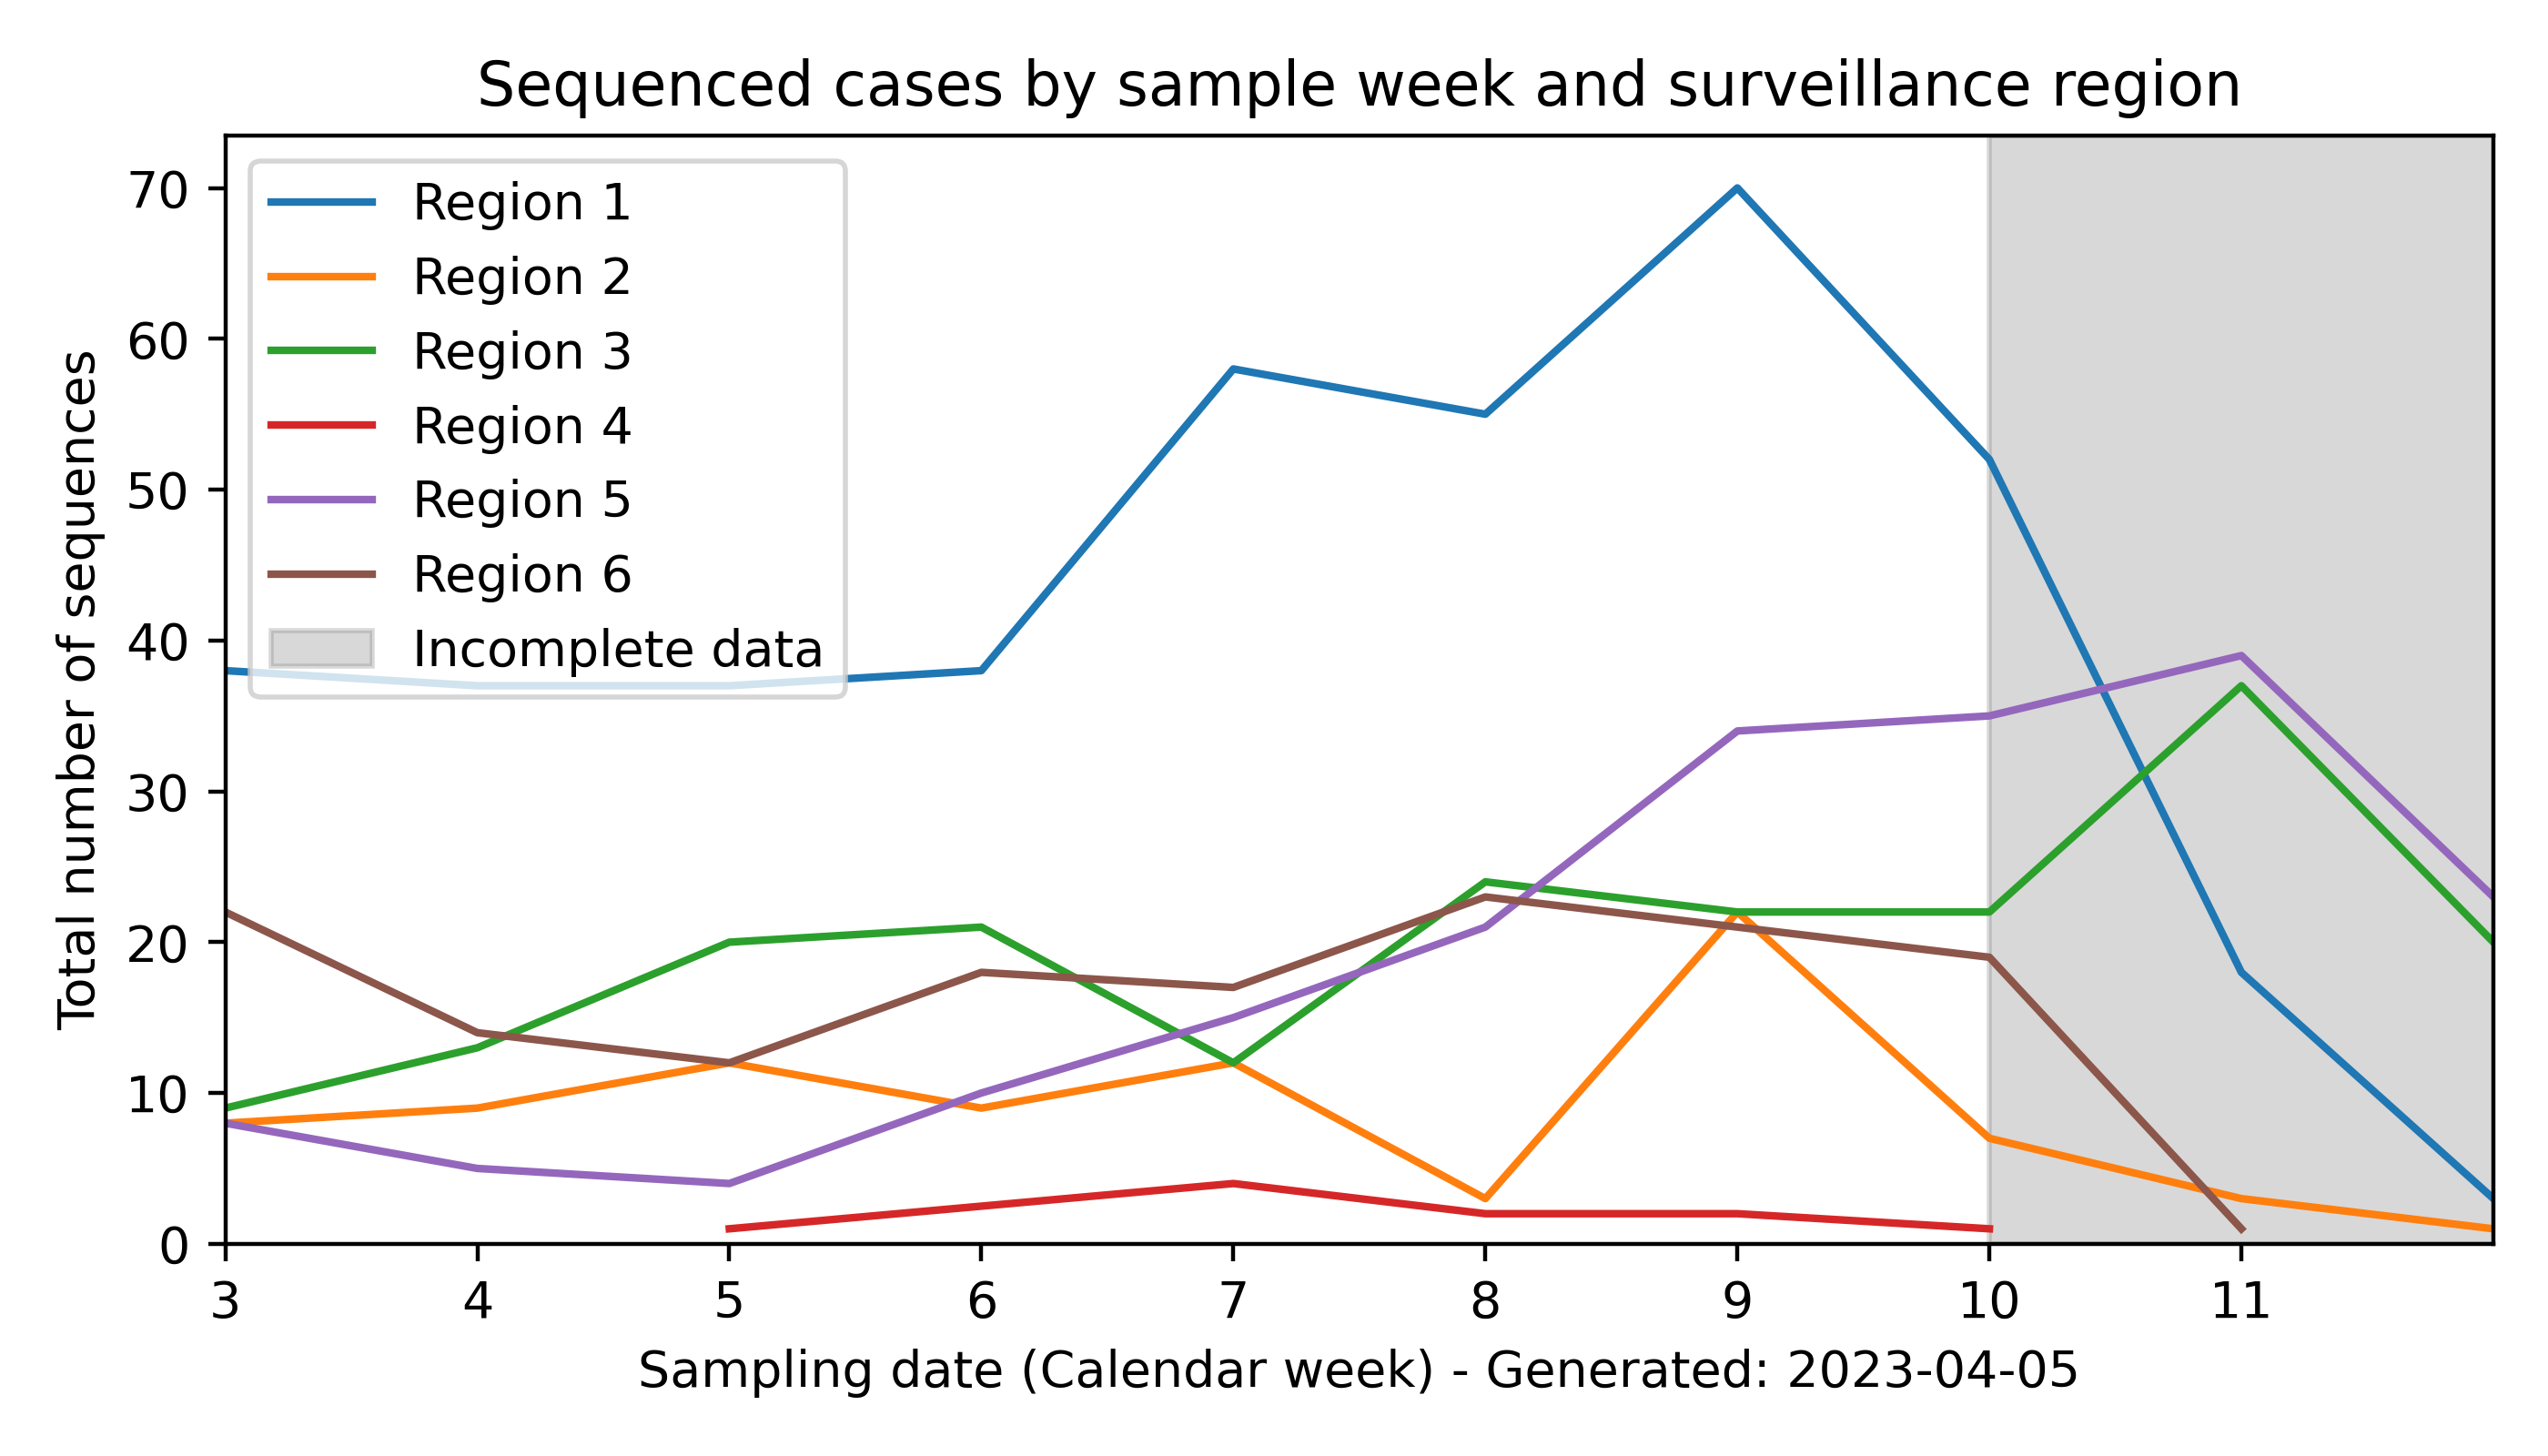 Sequenced cases by sample week and surveillance region
Region 1
Region 2
Region 3
Region 4
Region 5
Region 6
Incomplete data
Total number of sequences
70
60
50
40
30
20
10
0
3 4 5 6 7 8 9 10 11
Sampling date (Calendar week) - Generated: 2023-04-05